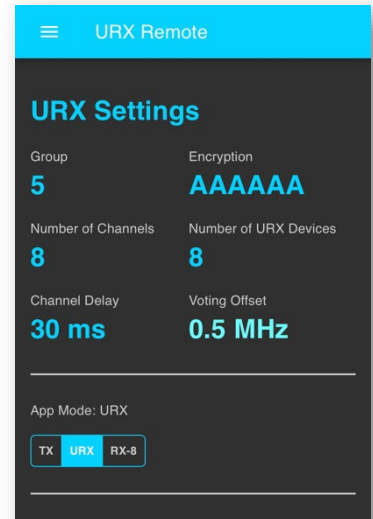 URX Remote
URX Settings
Group Encryption
5 AAAAAA
Number of Channels Number of URX Devices
8 8
Channel Delay Voting Offset
30 ms 0.5 MHz
App Mode: URX
TX URX RX-8